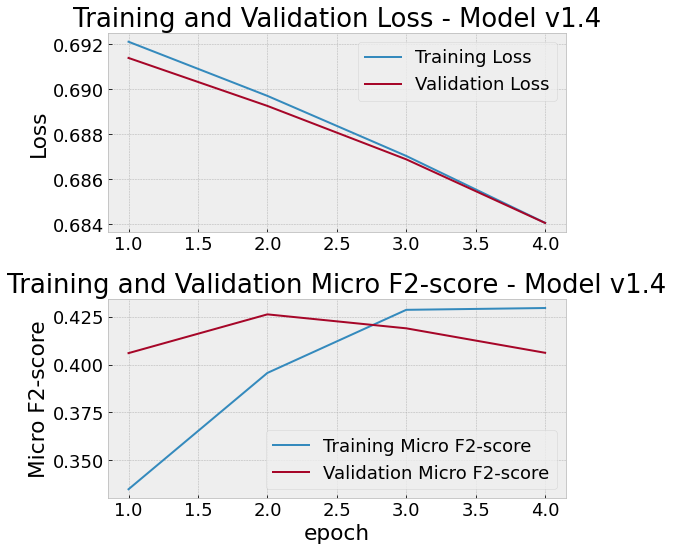 Training and Validation Loss - Model v1.4
0.692
0.690
0.688
0.686
0.684
Loss
Training Loss
Validation Loss
1.0 1.5 2.0 2.5 3.0 3.5 4.0
Training and Validation Micro F2-score - Model v1.4
0.425
0.400
0.375
0.350
Micro F2-score
Training Micro F2-score
Validation Micro F2-score
1.0 1.5 2.0 2.5 3.0 3.5 4.0
epoch